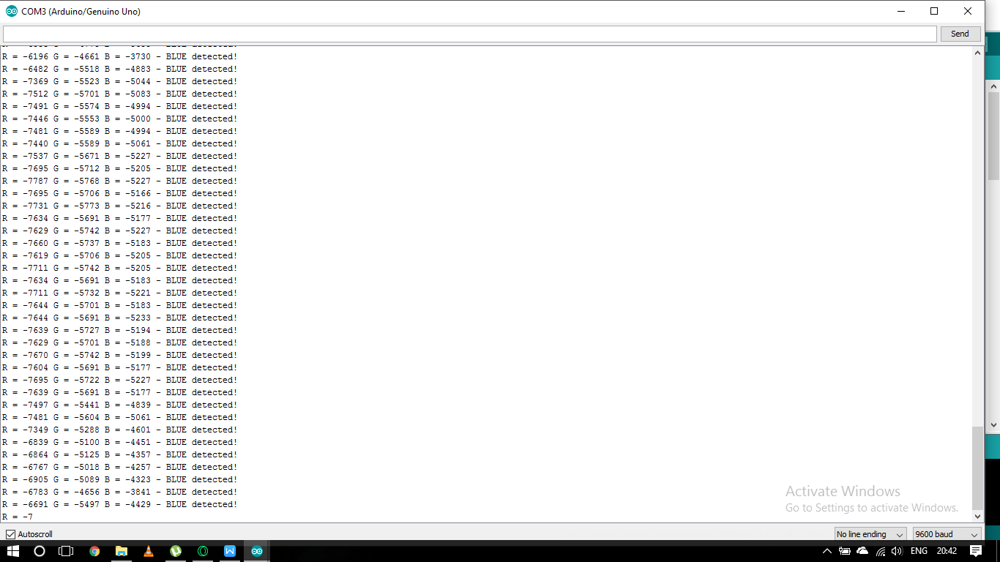 COM3 (Arduino/Genuino Uno)
Send
R = -6196 G = -4661 B = -3730 - BLUE detected!
R = -6482 G = -5518 B = -4883 - BLUE detected!
R = -7369 G = -5523 B = -5044 - BLUE detected!
R = -7512 G = -5701 B = -5083 - BLUE detected!
R = -7491 G = -5574 B = -4994 - BLUE detected!
R = -7446 G = -5553 B = -5000 - BLUE detected!
R = -7481 G = -5589 B = -4994 - BLUE detected!
R = -7440 G = -5589 B = -5061 - BLUE detected!
R = -7537 G = -5671 B = -5227 - BLUE detected!
R = -7695 G = -5712 B = -5205 - BLUE detected!
R = -7787 G = -5768 B = -5227 - BLUE detected!
R = -7695 G = -5706 B = -5166 - BLUE detected!
R = -7731 G = -5773 B = -5216 - BLUE detected!
R = -7634 G = -5691 B = -5177 - BLUE detected!
R = -7629 G = -5742 B = -5227 - BLUE detected!
R = -7660 G = -5737 B = -5183 - BLUE detected!
R = -7619 G = -5706 B = -5205 - BLUE detected!
R = -7711 G = -5742 B = -5205 - BLUE detected!
R = -7634 G = -5691 B = -5183 - BLUE detected!
R = -7711 G = -5732 B = -5221 - BLUE detected!
R = -7644 G = -5701 B = -5183 - BLUE detected!
R = -7644 G = -5691 B = -5233 - BLUE detected!
R = -7639 G = -5727 B = -5194 - BLUE detected!
R = -7629 G = -5701 B = -5188 - BLUE detected!
R = -7670 G = -5742 B = -5199 - BLUE detected!
R = -7604 G = -5691 B = -5177 - BLUE detected!
R = -7695 G = -5722 B = -5227 - BLUE detected!
R = -7639 G = -5691 B = -5177 - BLUE detected!
R = -7497 G = -5441 B = -4839 - BLUE detected!
R = -7481 G = -5604 B = -5061 - BLUE detected!
R = -7349 G = -5288 B = -4601 - BLUE detected!
R = -6839 G = -5100 B = -4451 - BLUE detected!
R = -6864 G = -5125 B = -4357 - BLUE detected!
R = -6767 G = -5018 B = -4257 - BLUE detected!
R = -6905 G = -5089 B = -4323 - BLUE detected!
R = -6783 G = -4656 B = -3841 - BLUE detected!
R = -6691 G = -5497 B = -4429 - BLUE detected!
R = -7
Activate Windows
Go to Settings to activate Windows.
Autoscroll
No line ending
9600 baud
ENG 20:42